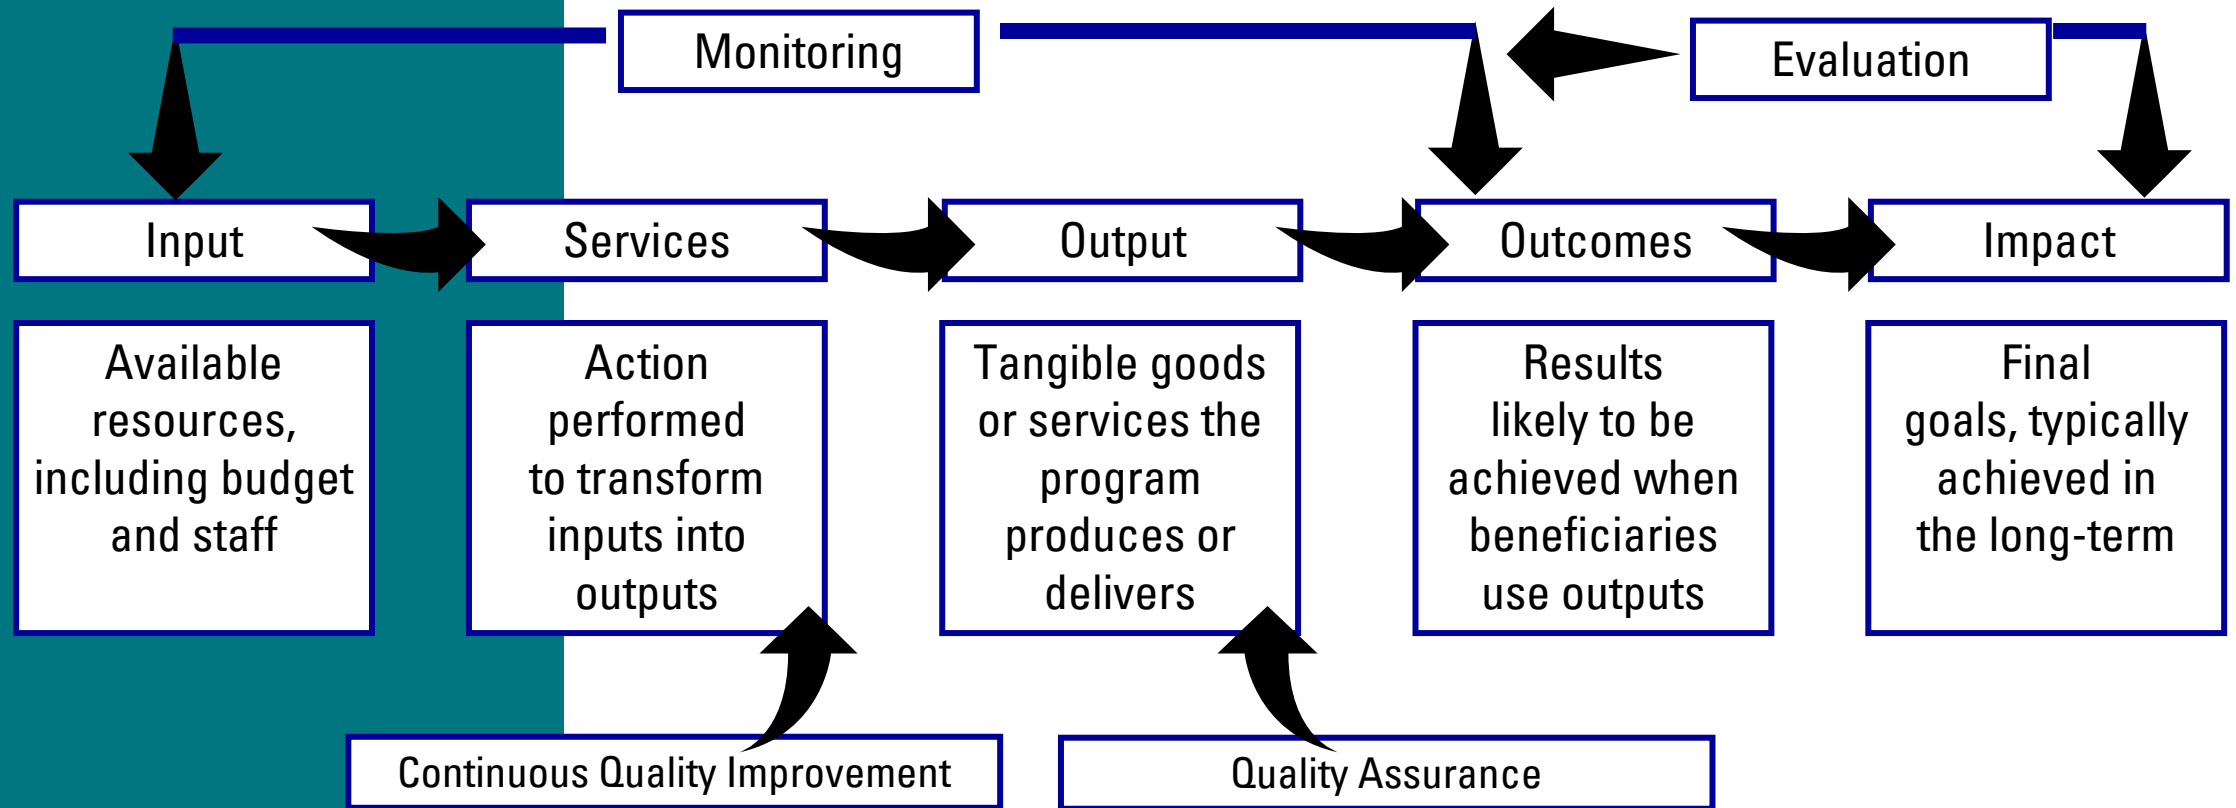 Monitoring
Evaluation
Input
Services
Output
Outcomes
Impact
Available
resources,
including budget
and staff
Action
performed
to transform
inputs into
outputs
Tangible goods
or services the
program
produces or
delivers
Results
likely to be
achieved when
beneficiaries
use outputs
Final
goals, typically
achieved in
the long-term
Continuous Quality Improvement
Quality Assurance